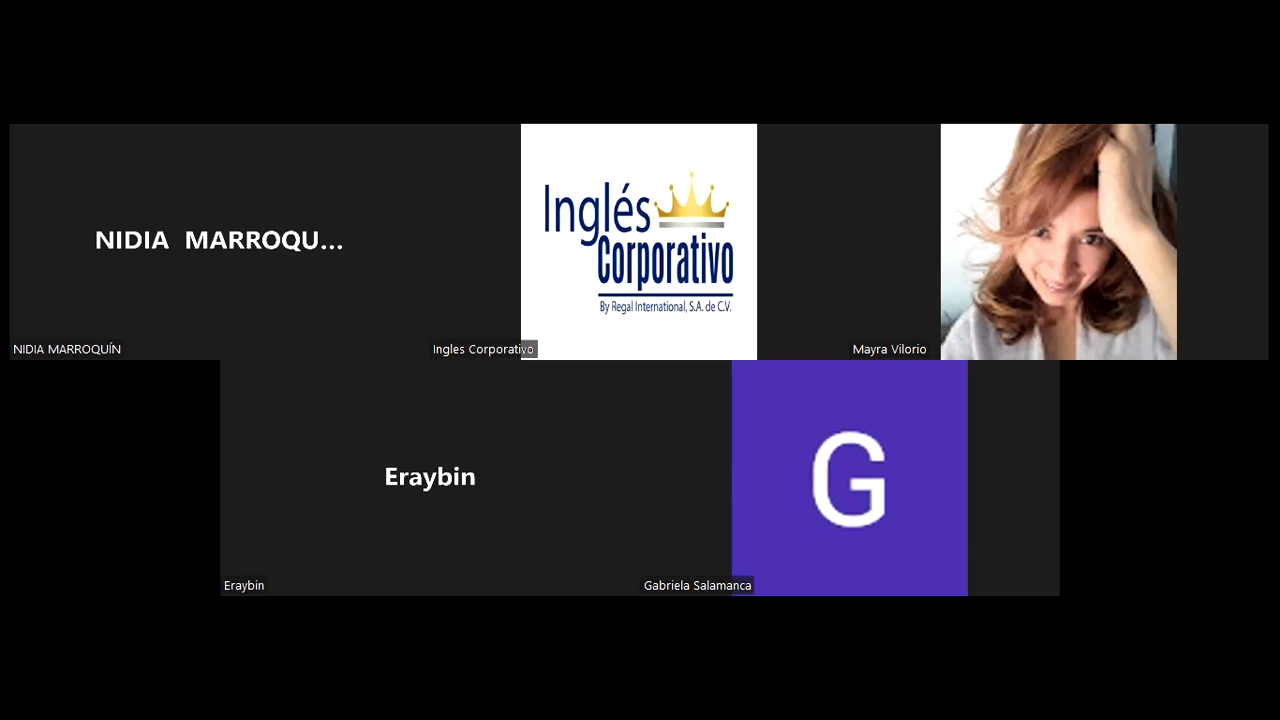 NIDIA MARROQU...
NIDIA MARROQUÍN
Inglés
Corporativo
By Regal International, S.A. de C.V.
Ingles Corporativo
Mayra Vilorio
Eraybin
Eraybin
G
Gabriela Salamanca